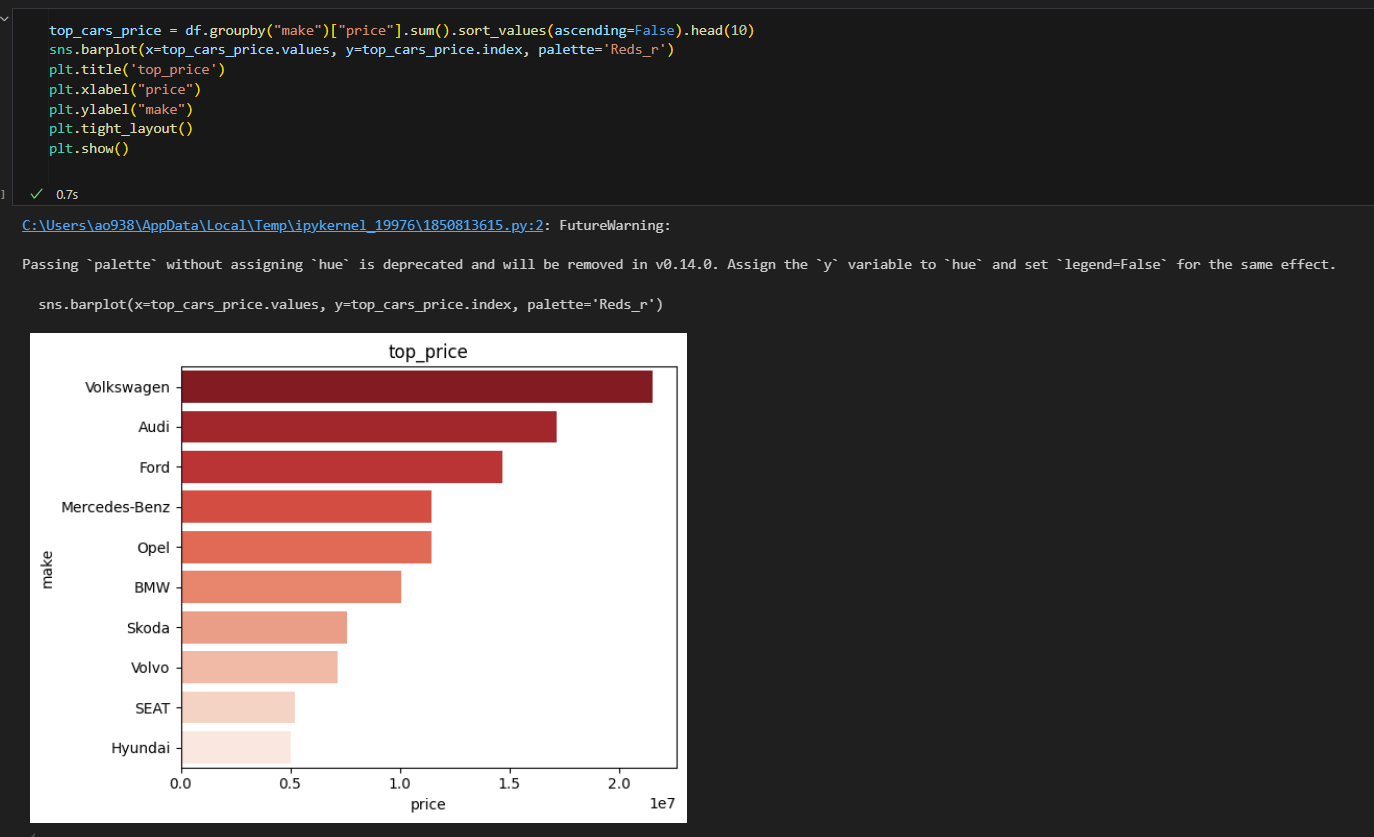 top_cars_price = df.groupby("make")["price"].sum().sort_values(ascending=False).head(10)
sns.barplot(x=top_cars_price.values, y=top_cars_price.index, palette='Reds_r')
plt.title('top_price')
plt.xlabel("price")
plt.ylabel("make")
plt.tight_layout()
plt.show()
] ✓ 0.7s
C:\Users\ao938\AppData\Local\Temp\ipykernel_19976\1850813615.py:2: FutureWarning:
Passing `palette` without assigning `hue` is deprecated and will be removed in v0.14.0. Assign the `y` variable to `hue` and set `legend=False` for the same effect.
sns.barplot(x=top_cars_price.values, y=top_cars_price.index, palette='Reds_r')
top_price
Volkswagen
Audi
Ford
Mercedes-Benz
Opel
make
BMW
Skoda
Volvo
SEAT
Hyundai
0.0 0.5 1.0 1.5 2.0
price
1e7